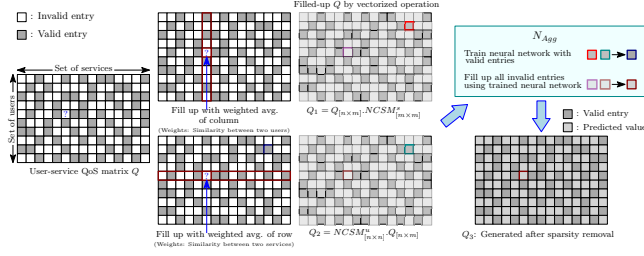 : Invalid entry
: Valid entry
Set of services
Set of users
?
User-service QoS matrix Q
?
Fill up with weighted avg.
of column
(Weights: Similarity between two users)
?
Fill up with weighted avg. of row
(Weights: Similarity between two services)
Filled-up Q by vectorized operation
Q₁ = Q[n×m].NCSMˢ[m×m]
Q₂ = NCSMᵘ[n×n].Q[n×m]
N_Agg
Train neural network with
valid entries
Fill up all invalid entries
using trained neural network
: Valid entry
: Predicted value
Q₃: Generated after sparsity removal